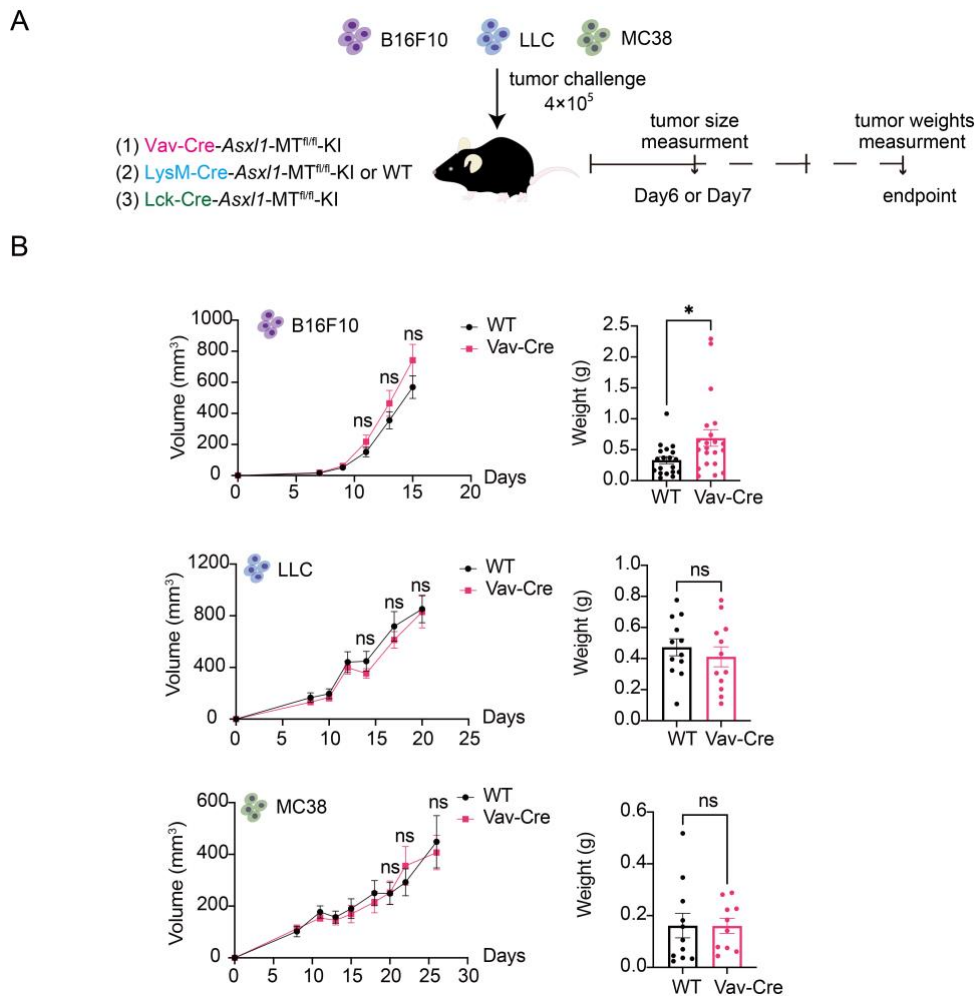 A
B16F10 LLC MC38
tumor challenge
4×10⁵
(1) Vav-Cre-Asxl1-MTᶠˡ/ᶠˡ-KI
(2) LysM-Cre-Asxl1-MTᶠˡ/ᶠˡ-KI or WT
(3) Lck-Cre-Asxl1-MTᶠˡ/ᶠˡ-KI
tumor size
measurment
tumor weights
measurment
Day6 or Day7
endpoint
B
B16F10
WT
Vav-Cre
Volume (mm³)
1000
800
600
400
200
0
ns ns ns
0 5 10 15 20
Days
Weight (g)
2.5
2.0
1.5
1.0
0.5
0.0
*
WT Vav-Cre
LLC
WT
Vav-Cre
Volume (mm³)
1200
800
400
0
ns ns ns
0 5 10 15 20 25
Days
Weight (g)
1.0
0.8
0.6
0.4
0.2
0.0
ns
WT Vav-Cre
MC38
WT
Vav-Cre
Volume (mm³)
600
400
200
0
ns ns ns
0 5 10 15 20 25 30
Days
Weight (g)
0.6
0.4
0.2
0.0
ns
WT Vav-Cre